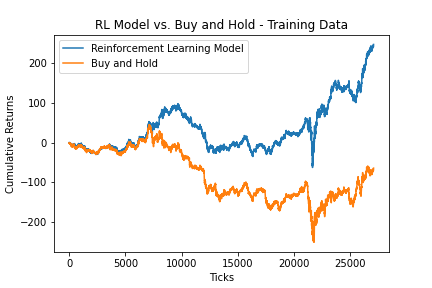 RL Model vs. Buy and Hold - Training Data
Reinforcement Learning Model
Buy and Hold
Cumulative Returns
200
100
0
−100
−200
0 5000 10000 15000 20000 25000
Ticks